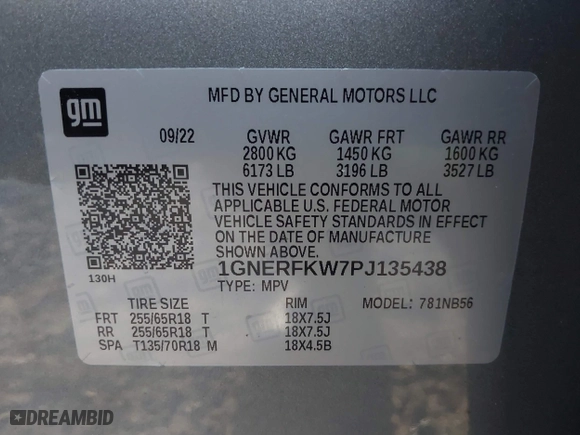 gm
MFD BY GENERAL MOTORS LLC
09/22 GVWR GAWR FRT GAWR RR
2800 KG 1450 KG 1600 KG
6173 LB 3196 LB 3527 LB
THIS VEHICLE CONFORMS TO ALL
APPLICABLE U.S. FEDERAL MOTOR
VEHICLE SAFETY STANDARDS IN EFFECT
ON THE DATE OF MANUFACTURE
SHOWN ABOVE.
130H
1GNERFKW7PJ135438
TYPE: MPV
TIRE SIZE RIM MODEL: 781NB56
FRT 255/65R18 T 18X7.5J
RR 255/65R18 T 18X7.5J
SPA T135/70R18 M 18X4.5B
DREAMBID